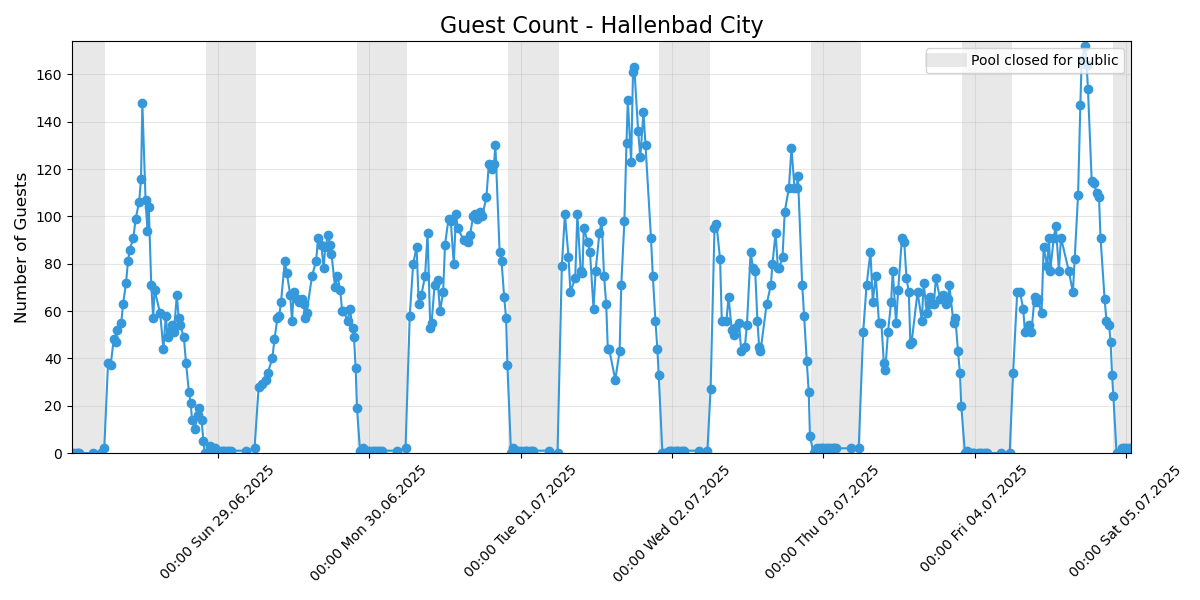 Guest Count - Hallenbad City
Pool closed for public
Number of Guests
160
140
120
100
80
60
40
20
0
00:00 Sun 29.06.2025
00:00 Mon 30.06.2025
00:00 Tue 01.07.2025
00:00 Wed 02.07.2025
00:00 Thu 03.07.2025
00:00 Fri 04.07.2025
00:00 Sat 05.07.2025